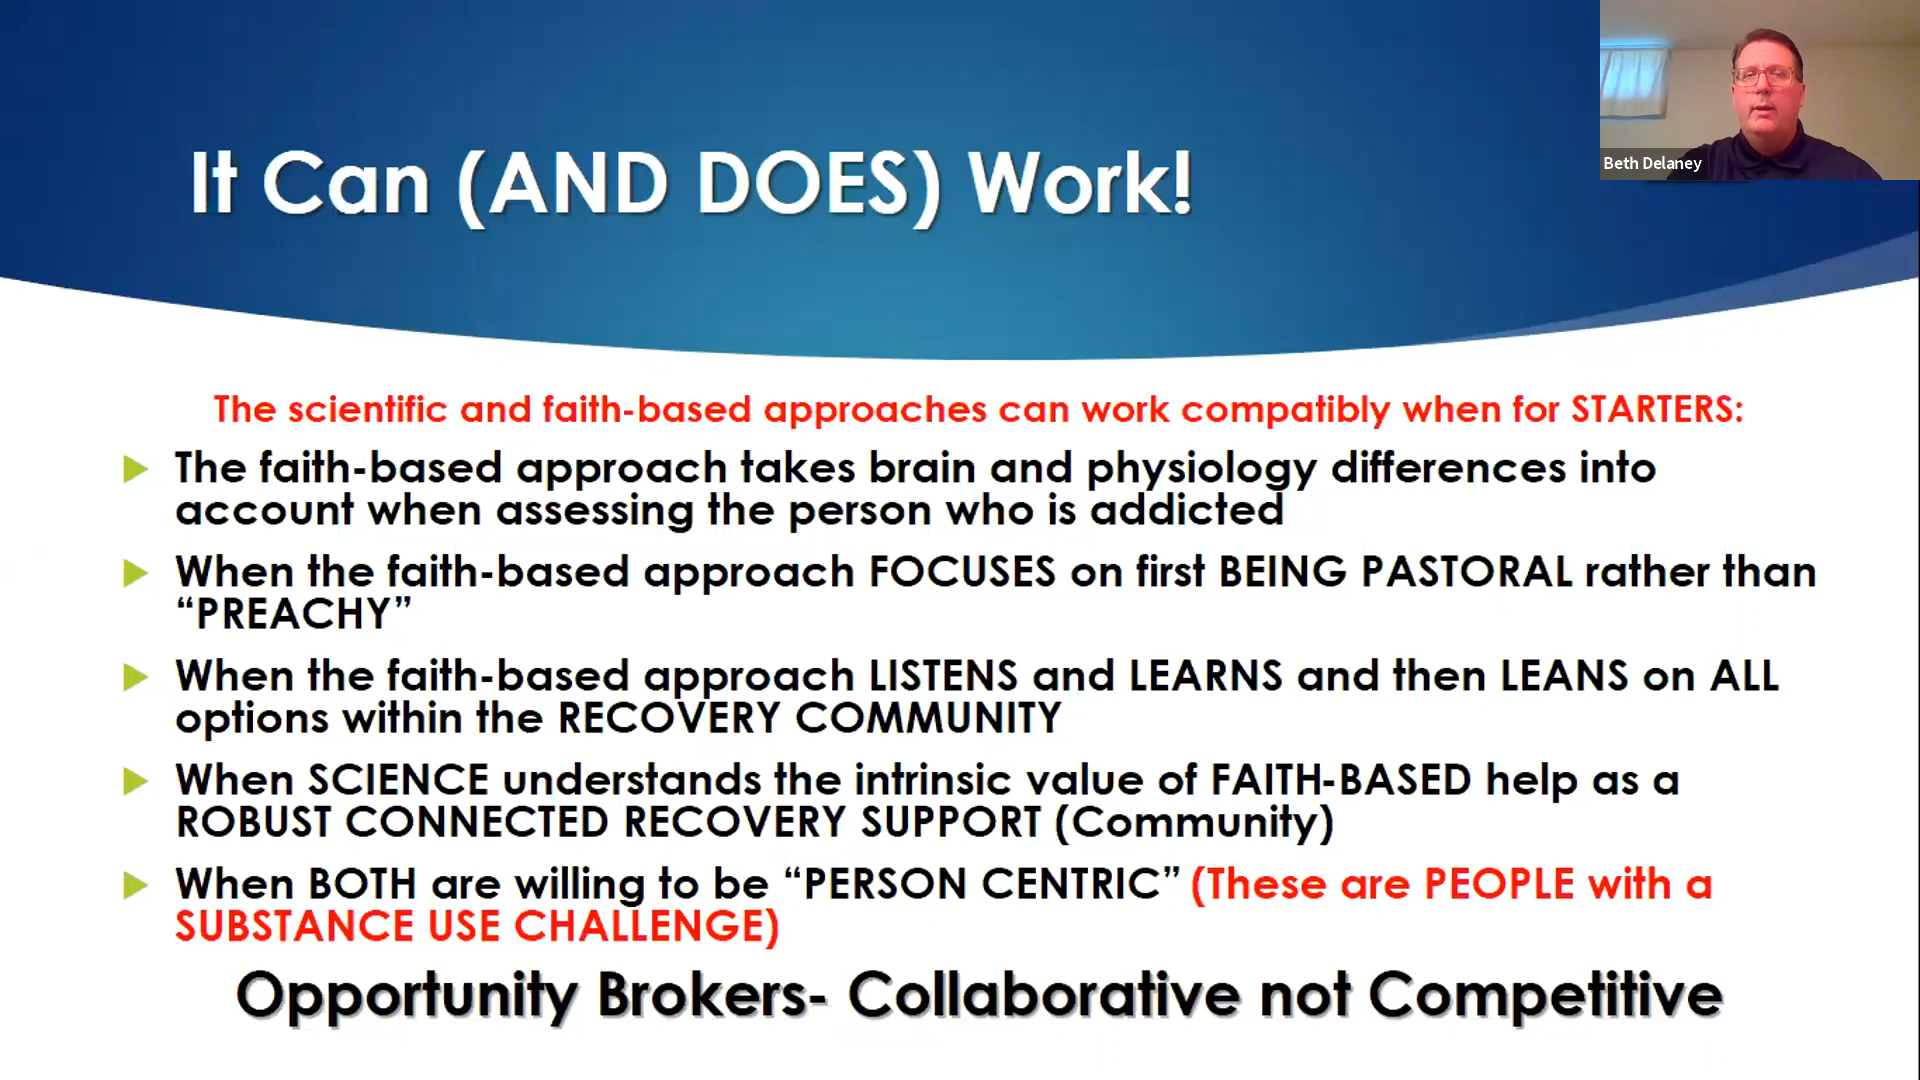 It Can (AND DOES) Work!
Beth Delaney
The scientific and faith-based approaches can work compatibly when for STARTERS:
The faith-based approach takes brain and physiology differences into
account when assessing the person who is addicted
When the faith-based approach FOCUSES on first BEING PASTORAL rather than
“PREACHY”
When the faith-based approach LISTENS and LEARNS and then LEANS on ALL
options within the RECOVERY COMMUNITY
When SCIENCE understands the intrinsic value of FAITH-BASED help as a
ROBUST CONNECTED RECOVERY SUPPORT (Community)
When BOTH are willing to be “PERSON CENTRIC” (These are PEOPLE with a
SUBSTANCE USE CHALLENGE)
Opportunity Brokers- Collaborative not Competitive